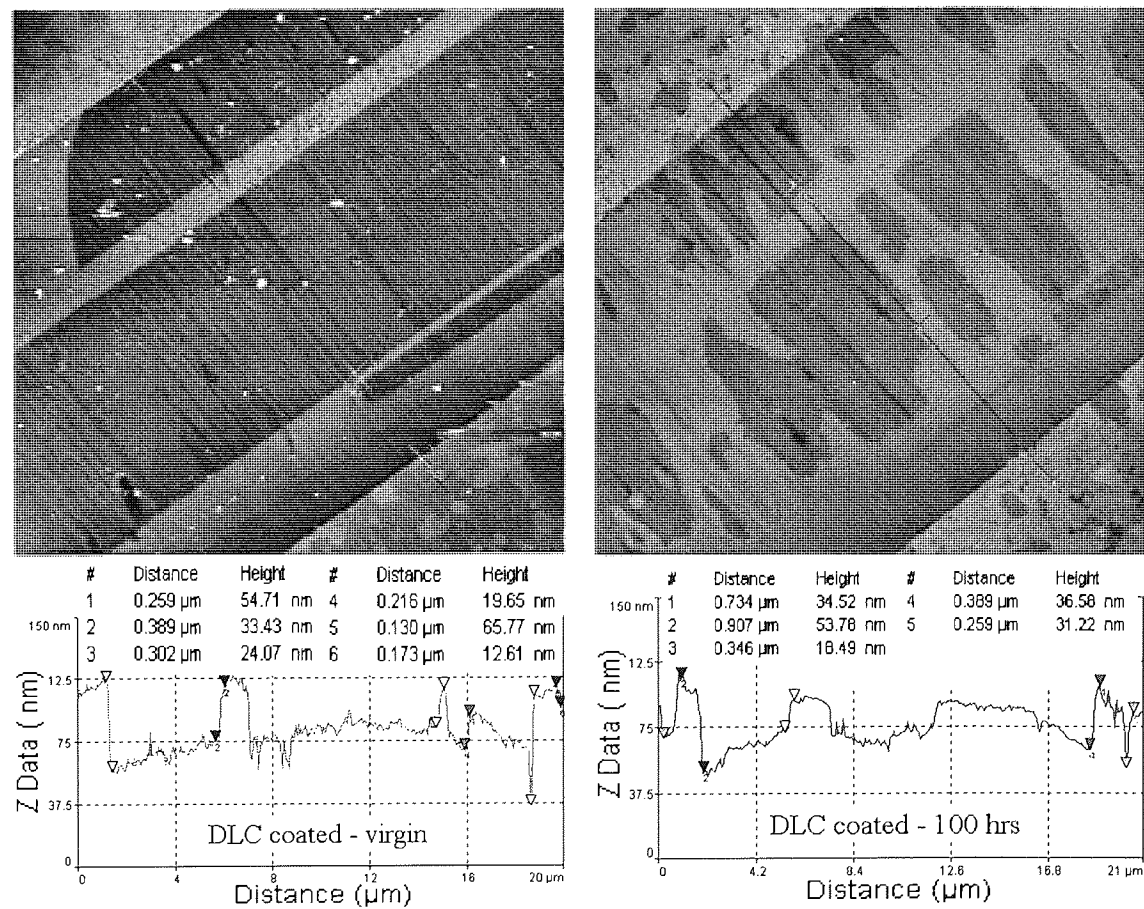 # Distance Height # Distance Height
1 0.259 µm 54.71 nm 4 0.216 µm 19.65 nm
2 0.389 µm 33.43 nm 5 0.130 µm 65.77 nm
3 0.302 µm 24.07 nm 6 0.173 µm 12.61 nm
150 nm
12.5
75
37.5
0
Z Data ( nm)
DLC coated - virgin
0 4 8 12 16 20 µm
Distance (µm)
# Distance Height # Distance Height
1 0.734 µm 34.52 nm 4 0.389 µm 36.58 nm
2 0.907 µm 53.78 nm 5 0.259 µm 31.22 nm
3 0.346 µm 18.49 nm
150 nm
12.5
75
37.5
0
Z Data ( nm)
DLC coated - 100 hrs
0 4.2 8.4 12.6 16.8 21 µm
Distance (µm)